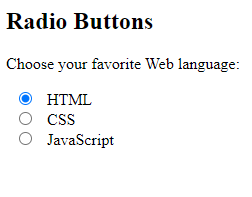 Radio Buttons
Choose your favorite Web language:
HTML
CSS
JavaScript